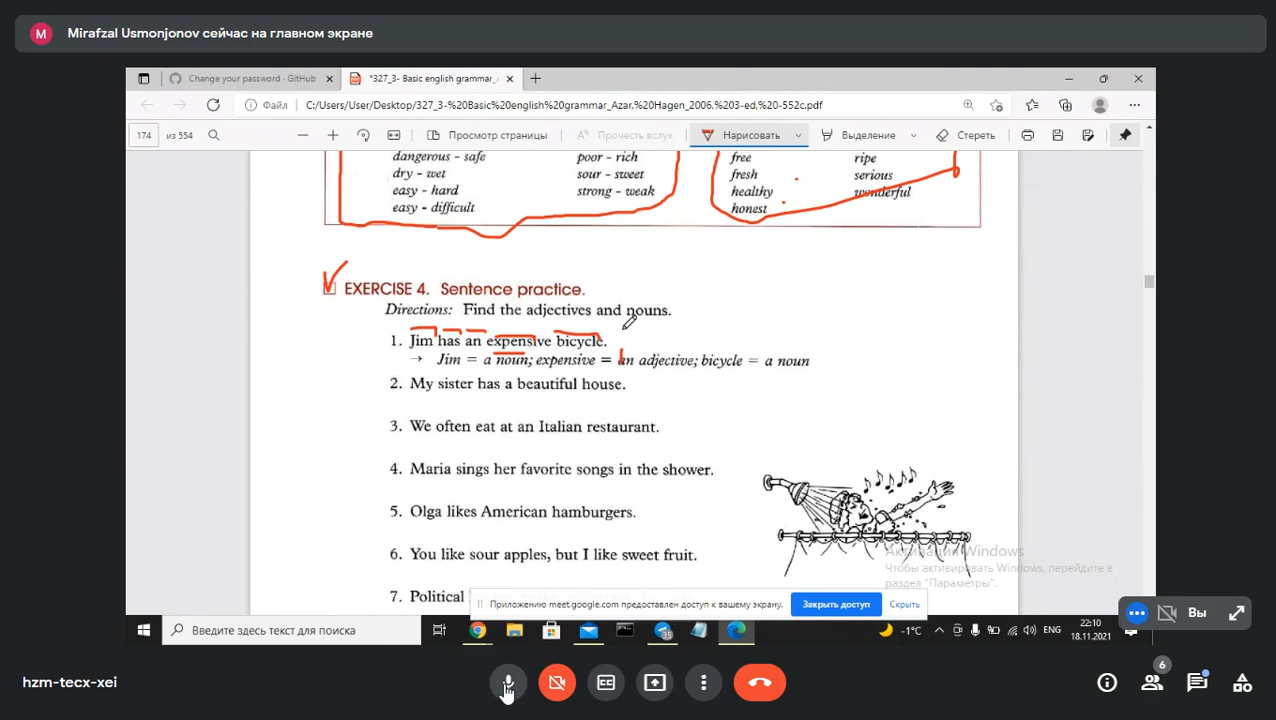 M Mirafzal Usmonjonov сейчас на главном экране
Change your password · GitHub
*327_3- Basic english grammar_
Файл C:/Users/User/Desktop/327_3-%20Basic%20english%20grammar_Azar,%20Hagen_2006.%203-ed,%20-552c.pdf
174 из 554 Просмотр страницы Прочесть вслух Нарисовать Выделение Стереть
dangerous – safe poor – rich free ripe
dry – wet sour – sweet fresh serious
easy – hard strong – weak healthy wonderful
easy – difficult honest
EXERCISE 4. Sentence practice.
Directions: Find the adjectives and nouns.
1. Jim has an expensive bicycle.
→ Jim = a noun; expensive = an adjective; bicycle = a noun
2. My sister has a beautiful house.
3. We often eat at an Italian restaurant.
4. Maria sings her favorite songs in the shower.
5. Olga likes American hamburgers.
6. You like sour apples, but I like sweet fruit.
7. Political
Активация Windows
Чтобы активировать Windows, перейдите в
раздел "Параметры".
Приложению meet.google.com предоставлен доступ к вашему экрану. Закрыть доступ Скрыть
Вы
Введите здесь текст для поиска
35
-1°C
ENG
22:10
18.11.2021
hzm-tecx-xei
CC
6